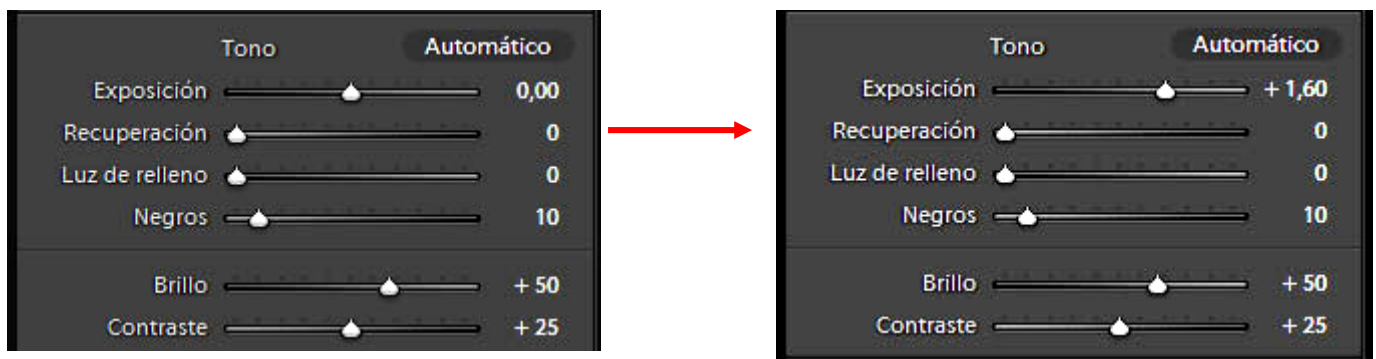 Tono Automático
Exposición 0,00
Recuperación 0
Luz de relleno 0
Negros 10
Brillo + 50
Contraste + 25
Tono Automático
Exposición + 1,60
Recuperación 0
Luz de relleno 0
Negros 10
Brillo + 50
Contraste + 25